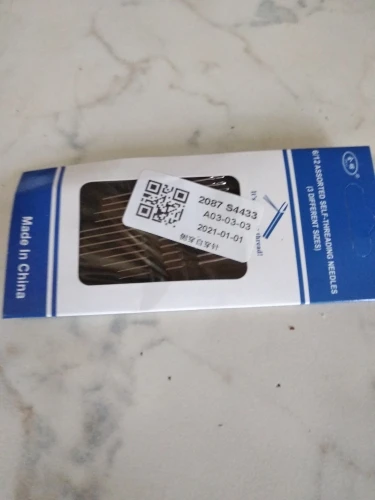 6/12 ASSORTED SELF-THREADING NEEDLES
(3 DIFFERENT SIZES)
2087 S4433
A03-03-03
2021-01-01
thread!
Made In China